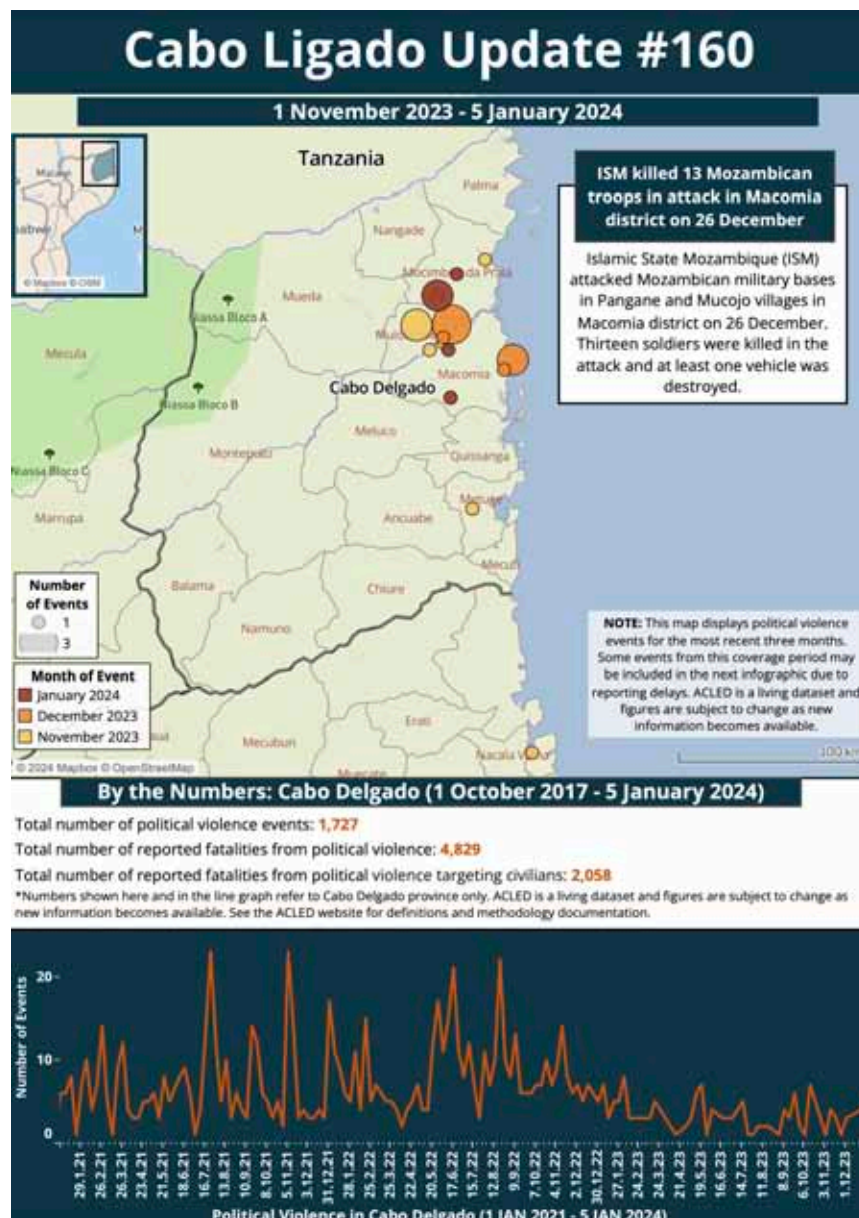 Cabo Ligado Update #160
1 November 2023 - 5 January 2024
Tanzania
Palma
Nangade
Mueda
ISM killed 13 Mozambican
troops in attack in Macomia
district on 26 December
Islamic State Mozambique (ISM)
attacked Mozambican military bases
in Pangane and Mucojo villages in
Macomia district on 26 December.
Thirteen soldiers were killed in the
attack and at least one vehicle was
destroyed.
© Mapbox © OSM
Niassa Bloco A
Mecula
Niassa Bloco B
Macomia
Cabo Delgado
Meluco
Montepuez
Quissanga
Niassa Bloco C
Marrupa
Ancuabe
Balama
Chiure
Namuno
Number
of Events
1
3
Month of Event
January 2024
December 2023
November 2023
NOTE: This map displays political violence
events for the most recent three months.
Some events from this coverage period may
be included in the next infographic due to
reporting delays. ACLED is a living dataset and
figures are subject to change as new
information becomes available.
Erati
Mecuburi
100 km
© 2024 Mapbox © OpenStreetMap
By the Numbers: Cabo Delgado (1 October 2017 - 5 January 2024)
Total number of political violence events: 1,727
Total number of reported fatalities from political violence: 4,829
Total number of reported fatalities from political violence targeting civilians: 2,058
*Numbers shown here and in the line graph refer to Cabo Delgado province only. ACLED is a living dataset and figures are subject to change as
new information becomes available. See the ACLED website for definitions and methodology documentation.
Number of Events
20
10
0
29.1.21
26.2.21
26.3.21
23.4.21
21.5.21
18.6.21
16.7.21
13.8.21
10.9.21
8.10.21
5.11.21
3.12.21
31.12.21
28.1.22
25.2.22
25.3.22
22.4.22
20.5.22
17.6.22
15.7.22
12.8.22
9.9.22
7.10.22
4.11.22
2.12.22
30.12.22
27.1.23
24.2.23
24.3.23
21.4.23
19.5.23
16.6.23
14.7.23
11.8.23
8.9.23
6.10.23
3.11.23
1.12.23
Political Violence in Cabo Delgado (1 JAN 2021 - 5 JAN 2024)